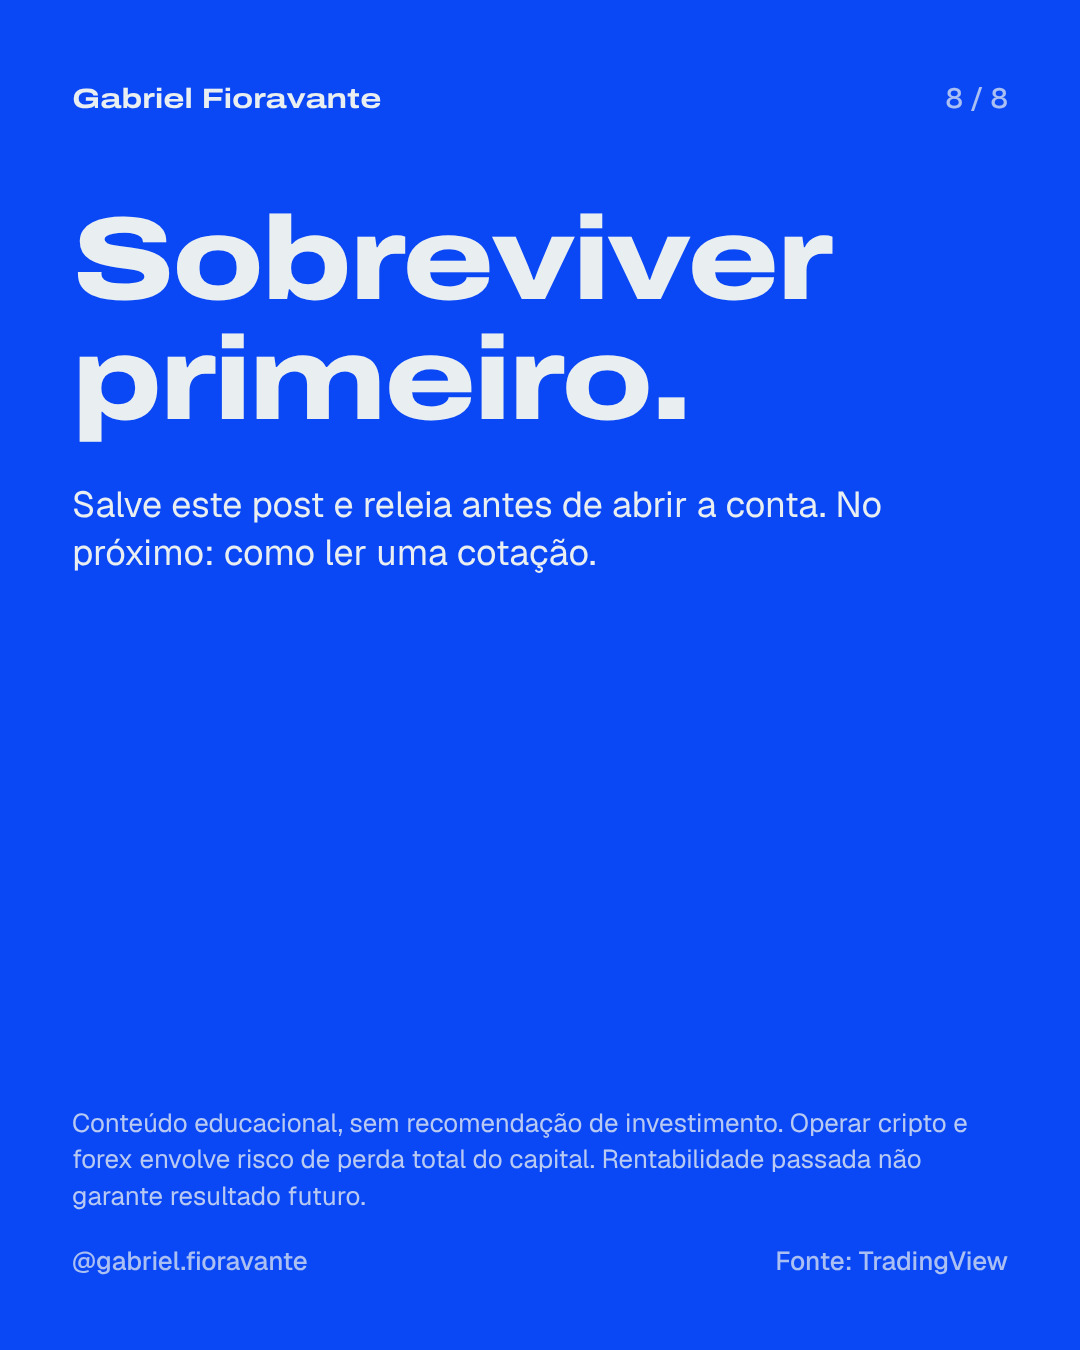 Gabriel Fioravante
8 / 8
Sobreviver
primeiro.
Salve este post e releia antes de abrir a conta. No
próximo: como ler uma cotação.
Conteúdo educacional, sem recomendação de investimento. Operar cripto e
forex envolve risco de perda total do capital. Rentabilidade passada não
garante resultado futuro.
@gabriel.fioravante
Fonte: TradingView